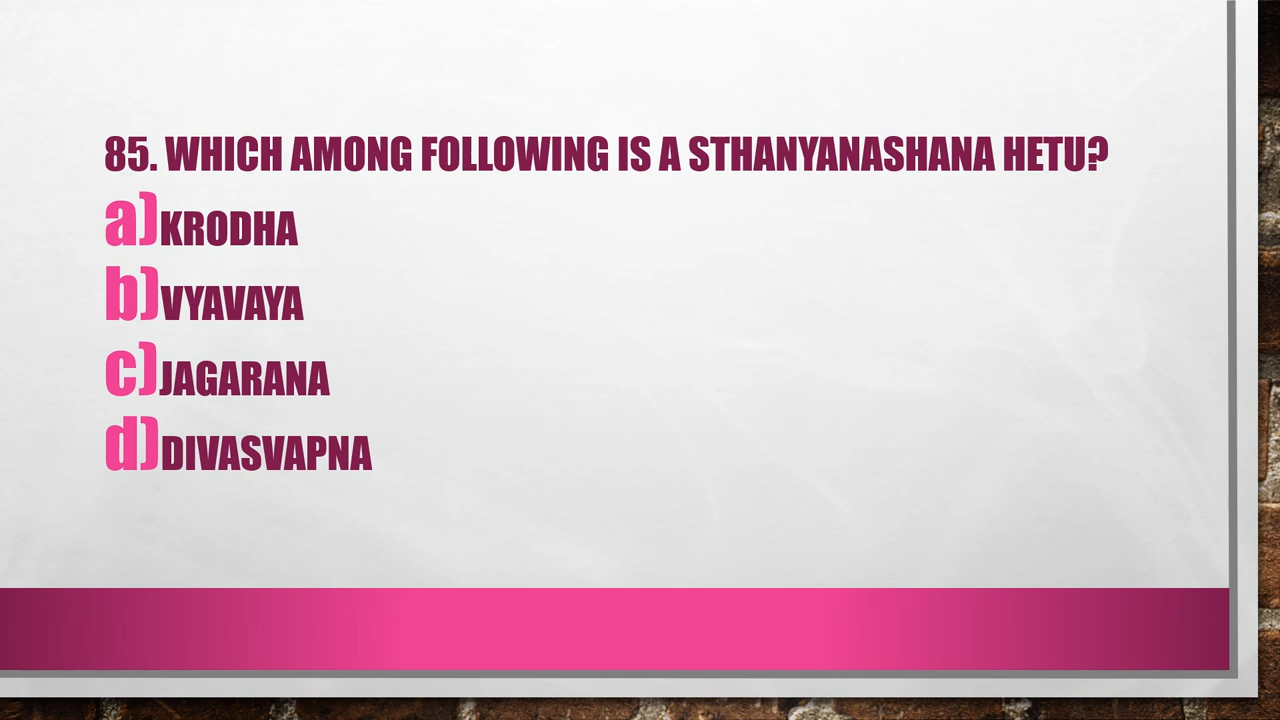 85. WHICH AMONG FOLLOWING IS A STHANYANASHANA HETU?
a)KRODHA
b)VYAVAYA
c)JAGARANA
d)DIVASVAPNA